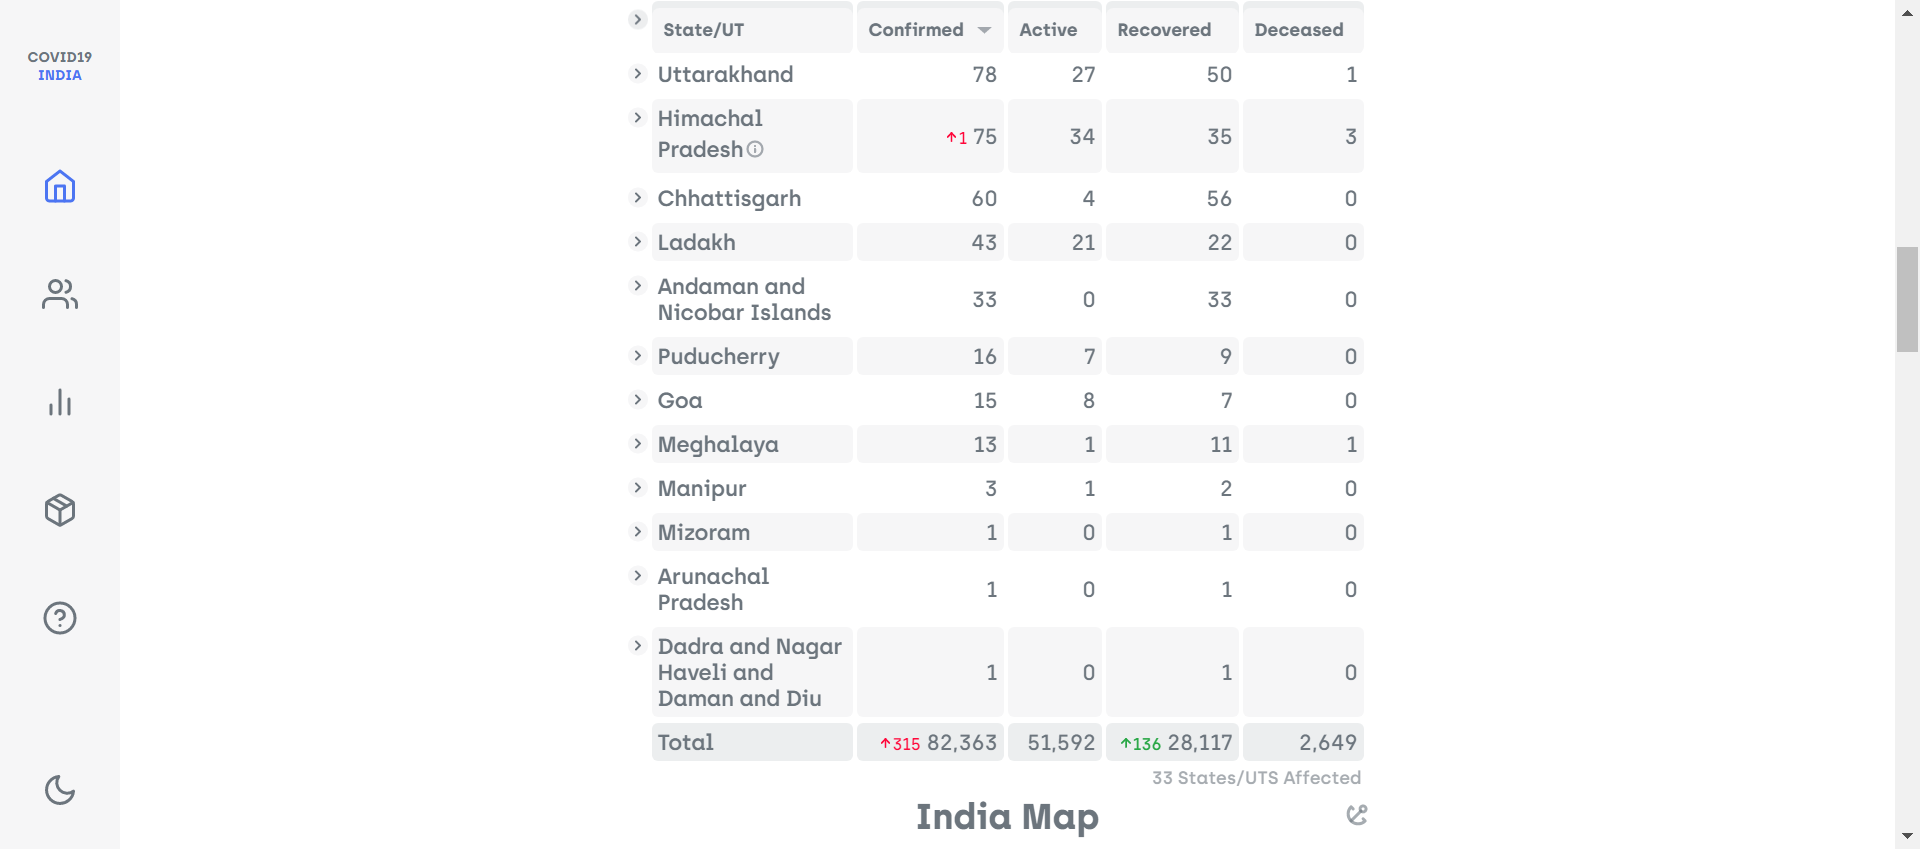 COVID19
INDIA
State/UT Confirmed Active Recovered Deceased
Uttarakhand 78 27 50 1
Himachal
Pradesh ↑1 75 34 35 3
Chhattisgarh 60 4 56 0
Ladakh 43 21 22 0
Andaman and
Nicobar Islands 33 0 33 0
Puducherry 16 7 9 0
Goa 15 8 7 0
Meghalaya 13 1 11 1
Manipur 3 1 2 0
Mizoram 1 0 1 0
Arunachal
Pradesh 1 0 1 0
Dadra and Nagar
Haveli and 1 0 1 0
Daman and Diu
Total ↑315 82,363 51,592 ↑136 28,117 2,649
33 States/UTS Affected
India Map